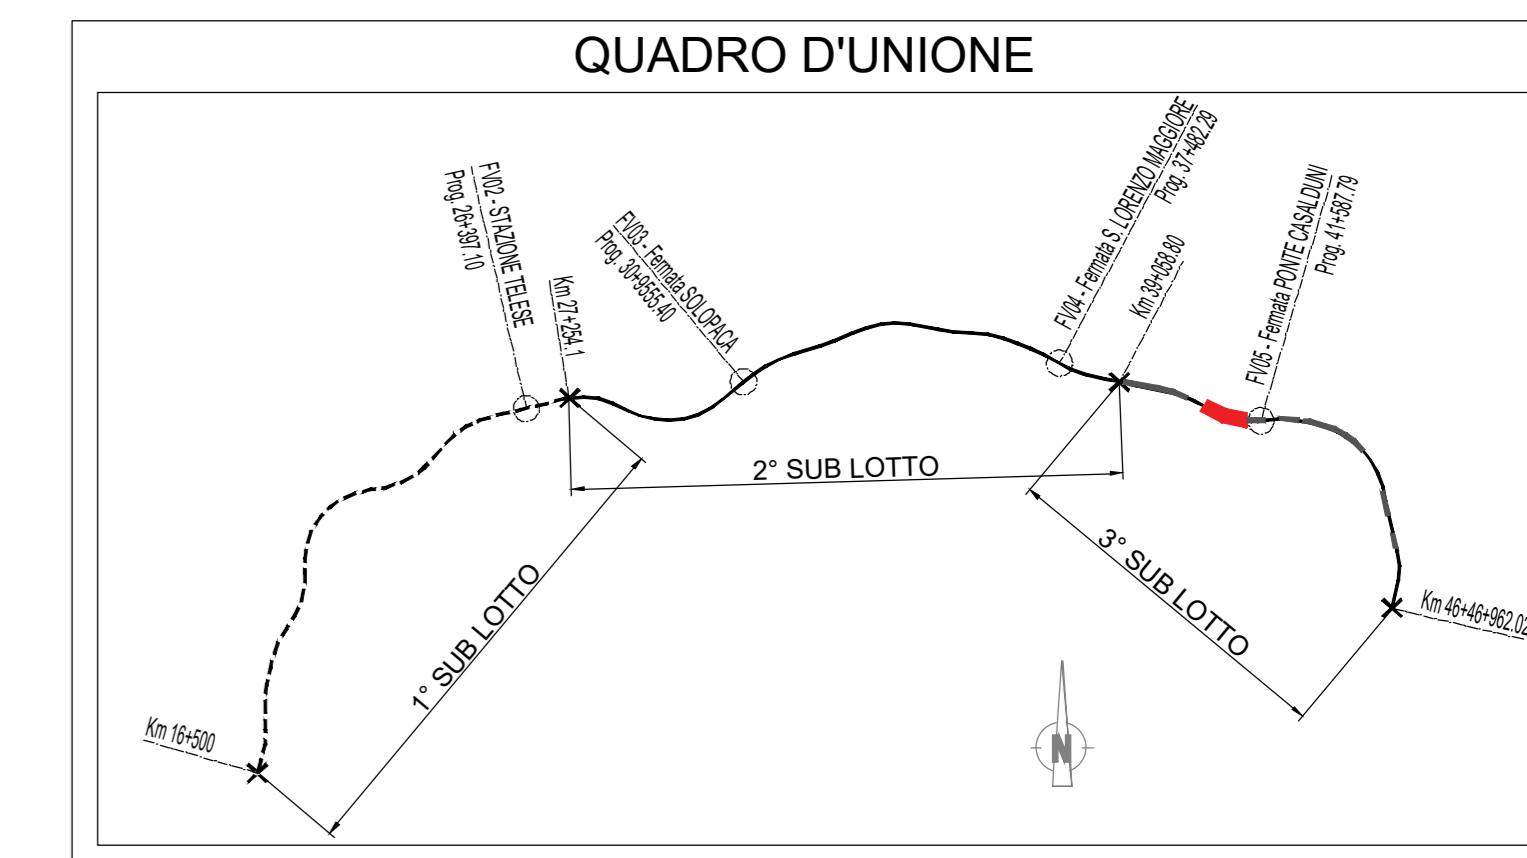 QUADRO D'UNIONE
FV02 - STAZIONE TELESE
Prog. 26+397.10
Km 27+254.1
FV03 - Fermata SOLOPACA
Prog. 30+9555.40
FV04 - Fermata S. LORENZO MAGGIORE
Prog. 37+482.29
Km 39+058.80
FV05 - Fermata PONTE CASALDUNI
Prog. 41+587.79
2° SUB LOTTO
1° SUB LOTTO
3° SUB LOTTO
Km 46+46+962.02
Km 16+500
N